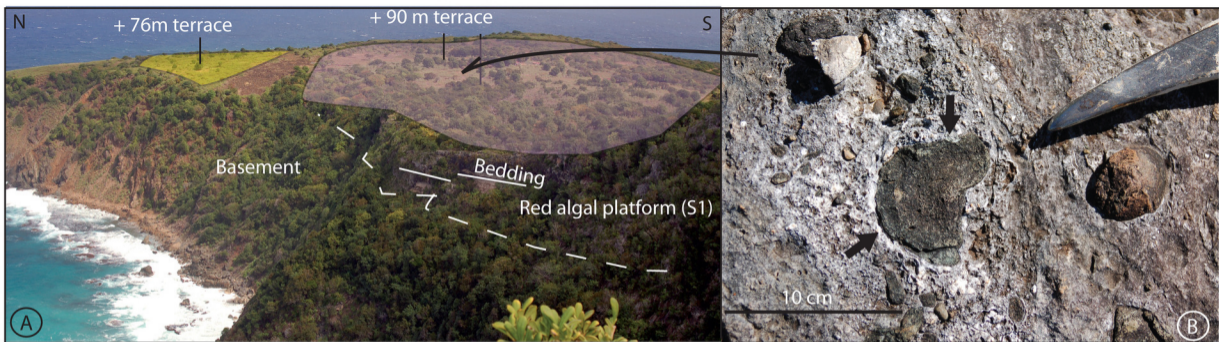 N
+ 76m terrace
+ 90 m terrace
S
Basement
Bedding
Red algal platform (S1)
A
10 cm
B